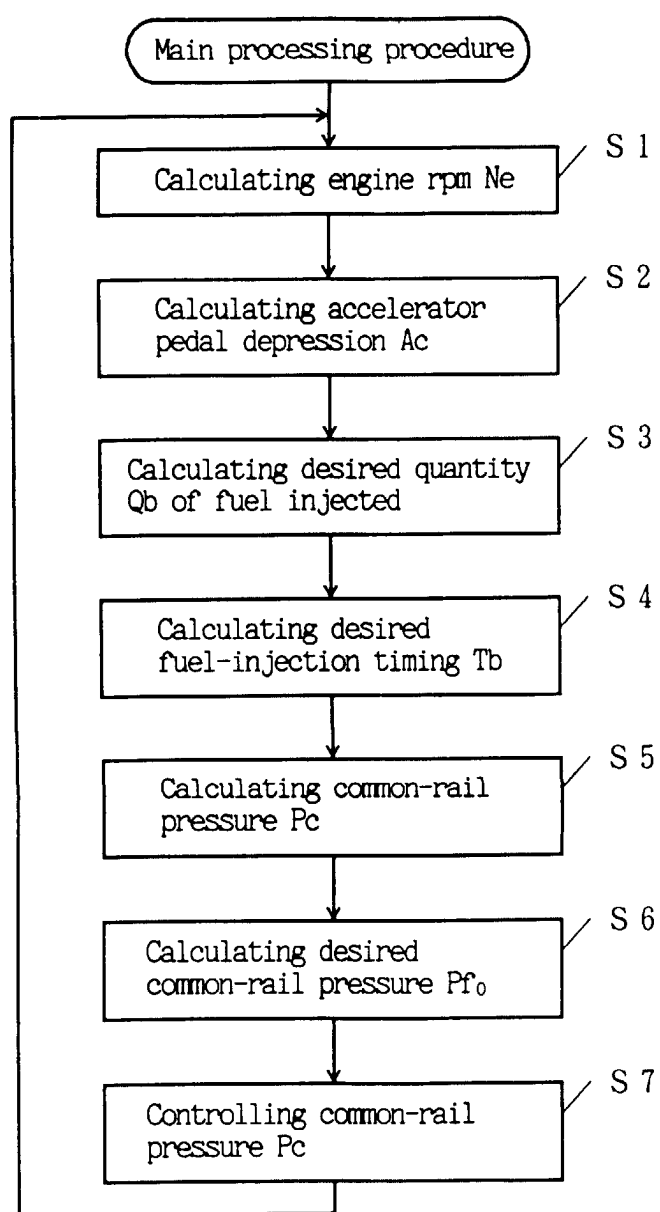 Main processing procedure
S 1
Calculating engine rpm Ne
S 2
Calculating accelerator
pedal depression Ac
S 3
Calculating desired quantity
Qb of fuel injected
S 4
Calculating desired
fuel-injection timing Tb
S 5
Calculating common-rail
pressure Pc
S 6
Calculating desired
common-rail pressure Pf₀
S 7
Controlling common-rail
pressure Pc